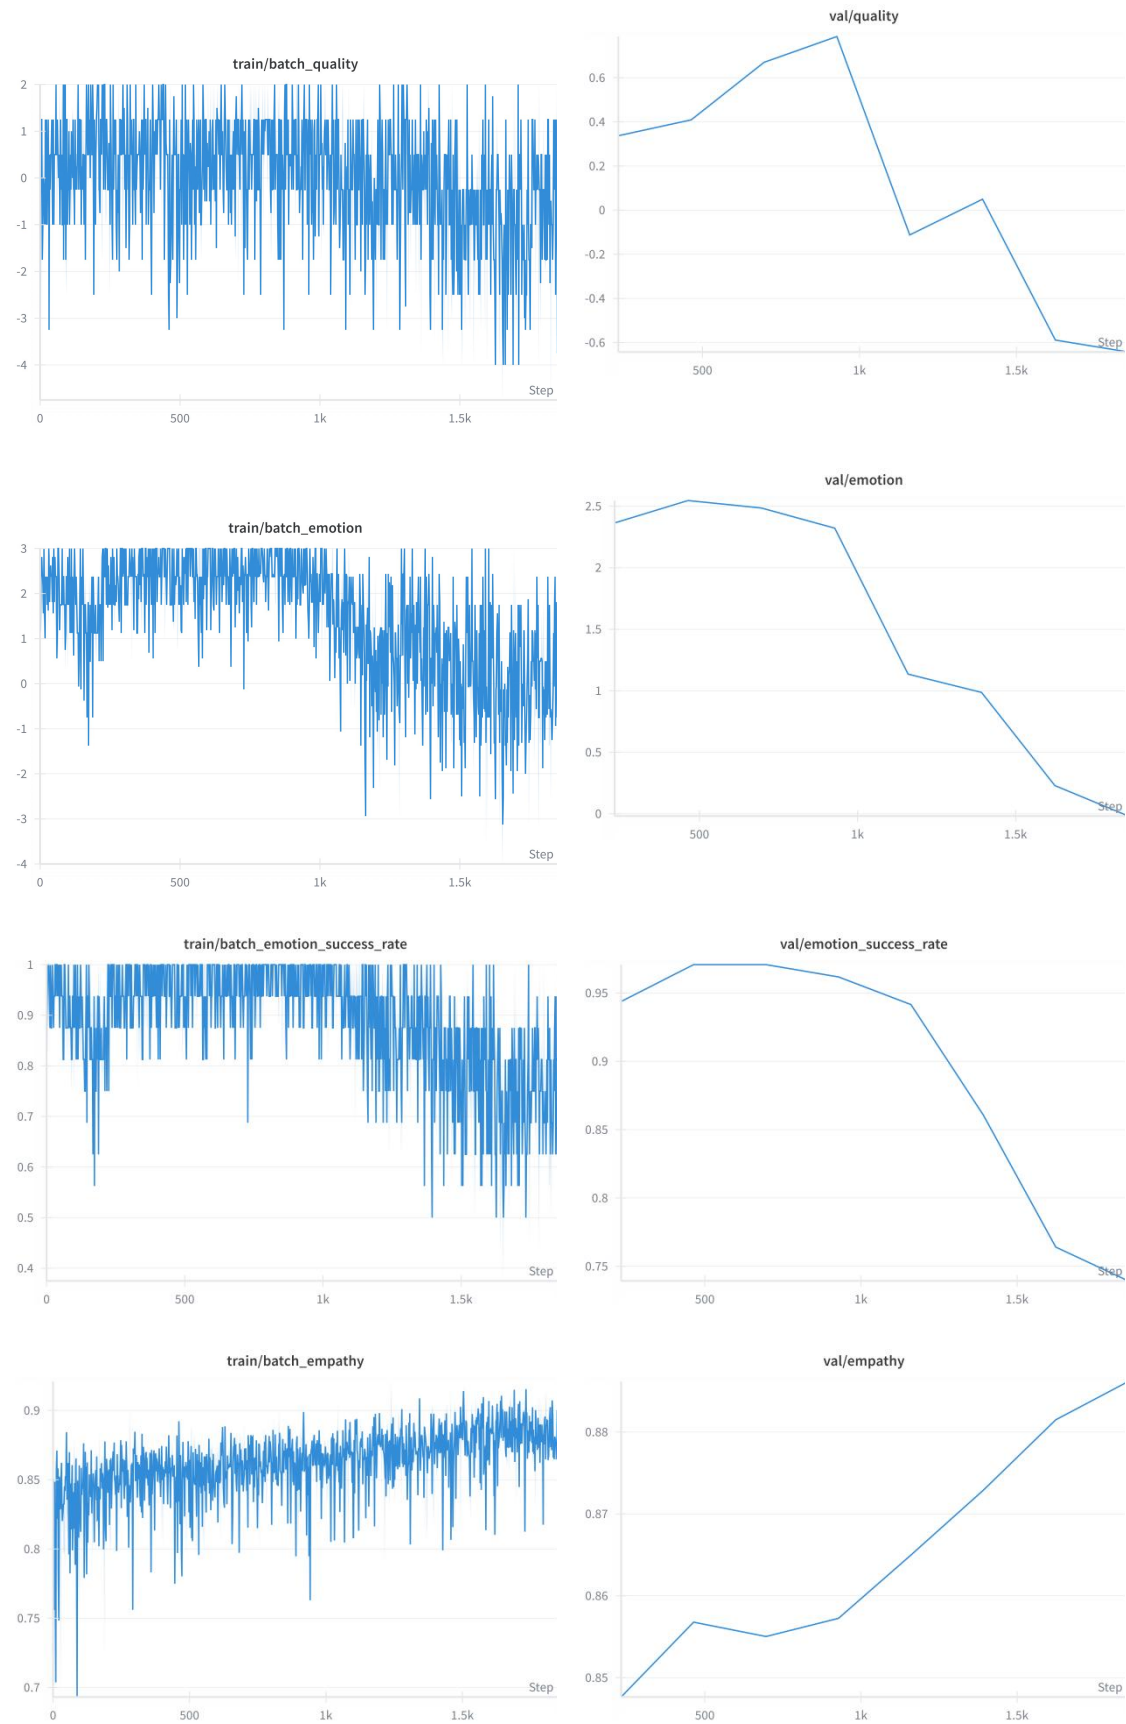 train/batch_quality
2
1
0
-1
-2
-3
-4
Step
0 500 1k 1.5k
val/quality
0.6
0.4
0.2
0
-0.2
-0.4
-0.6
Step
500 1k 1.5k
train/batch_emotion
3
2
1
0
-1
-2
-3
-4
Step
0 500 1k 1.5k
val/emotion
2.5
2
1.5
1
0.5
0
Step
500 1k 1.5k
train/batch_emotion_success_rate
1
0.9
0.8
0.7
0.6
0.5
0.4
Step
0 500 1k 1.5k
val/emotion_success_rate
0.95
0.9
0.85
0.8
0.75
Step
500 1k 1.5k
train/batch_empathy
0.9
0.85
0.8
0.75
0.7
Step
0 500 1k 1.5k
val/empathy
0.88
0.87
0.86
0.85
Step
500 1k 1.5k